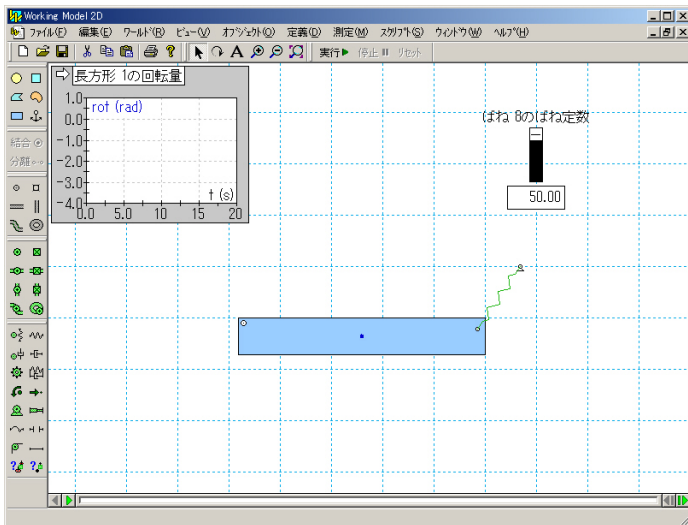 Working Model 2D
ファイル(F) 編集(E) ワールド(R) ビュー(V) オブジェクト(O) 定義(D) 測定(M) スクリプト(S) ウィンドウ(W) ヘルプ(H)
A ? 実行 停止 リセット
長方形 1の回転量
rot (rad)
1.0
0.0
-1.0
-2.0
-3.0
-4.0
t (s)
0.0 5.0 10 15 20
ばね 8のばね定数
50.00
結合
分離